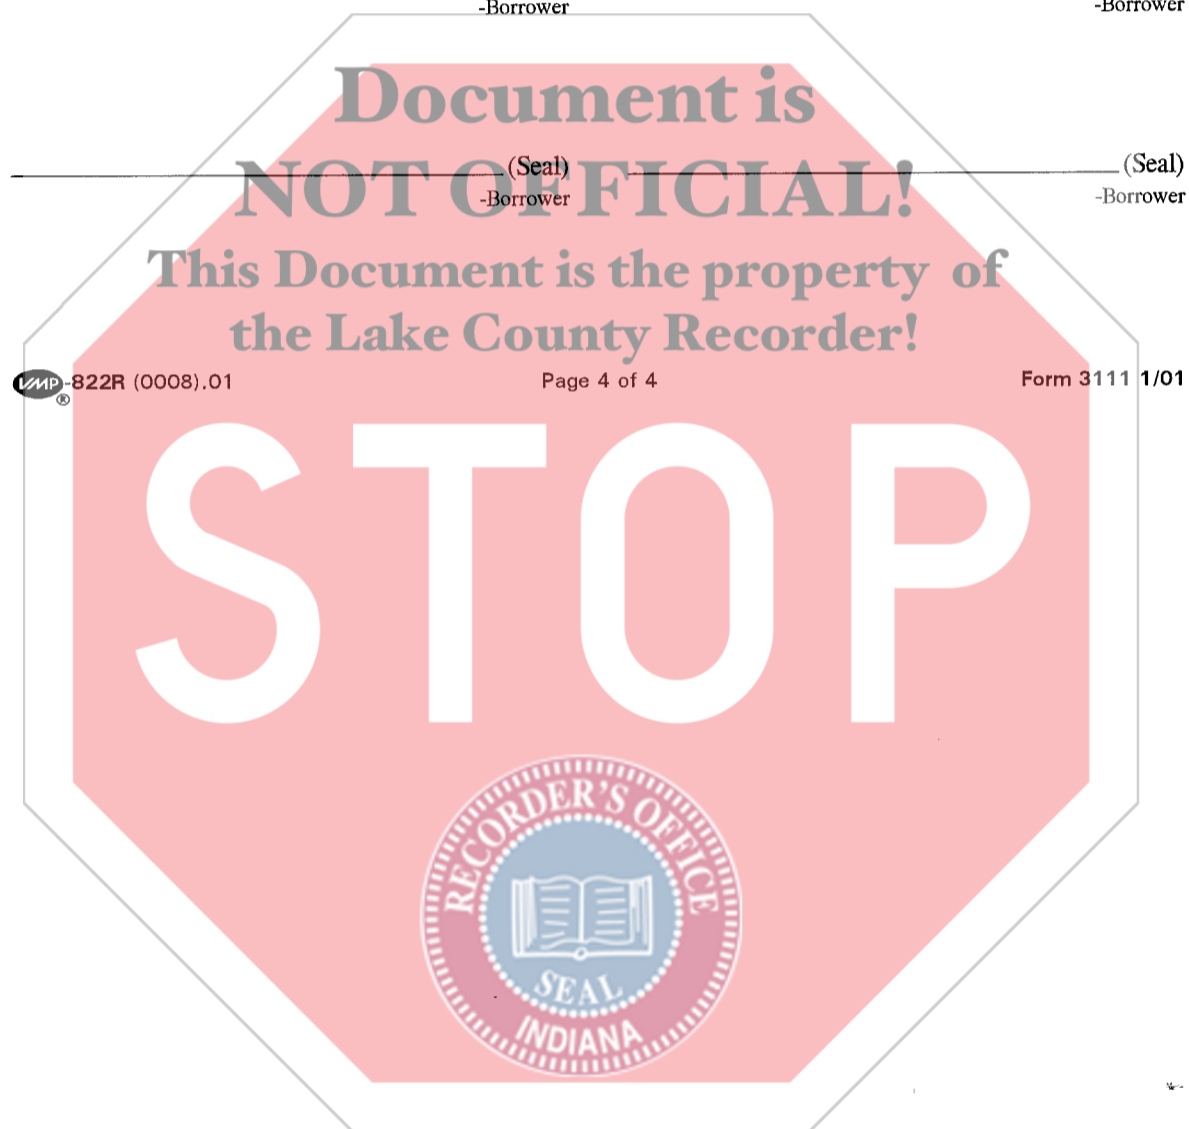 -Borrower -Borrower
Document is
(Seal) (Seal)
NOT OFFICIAL!
-Borrower -Borrower
This Document is the property of
the Lake County Recorder!
VMP-822R (0008).01 Page 4 of 4 Form 3111 1/01
®
STOP
RECORDER'S OFFICE
SEAL
INDIANA